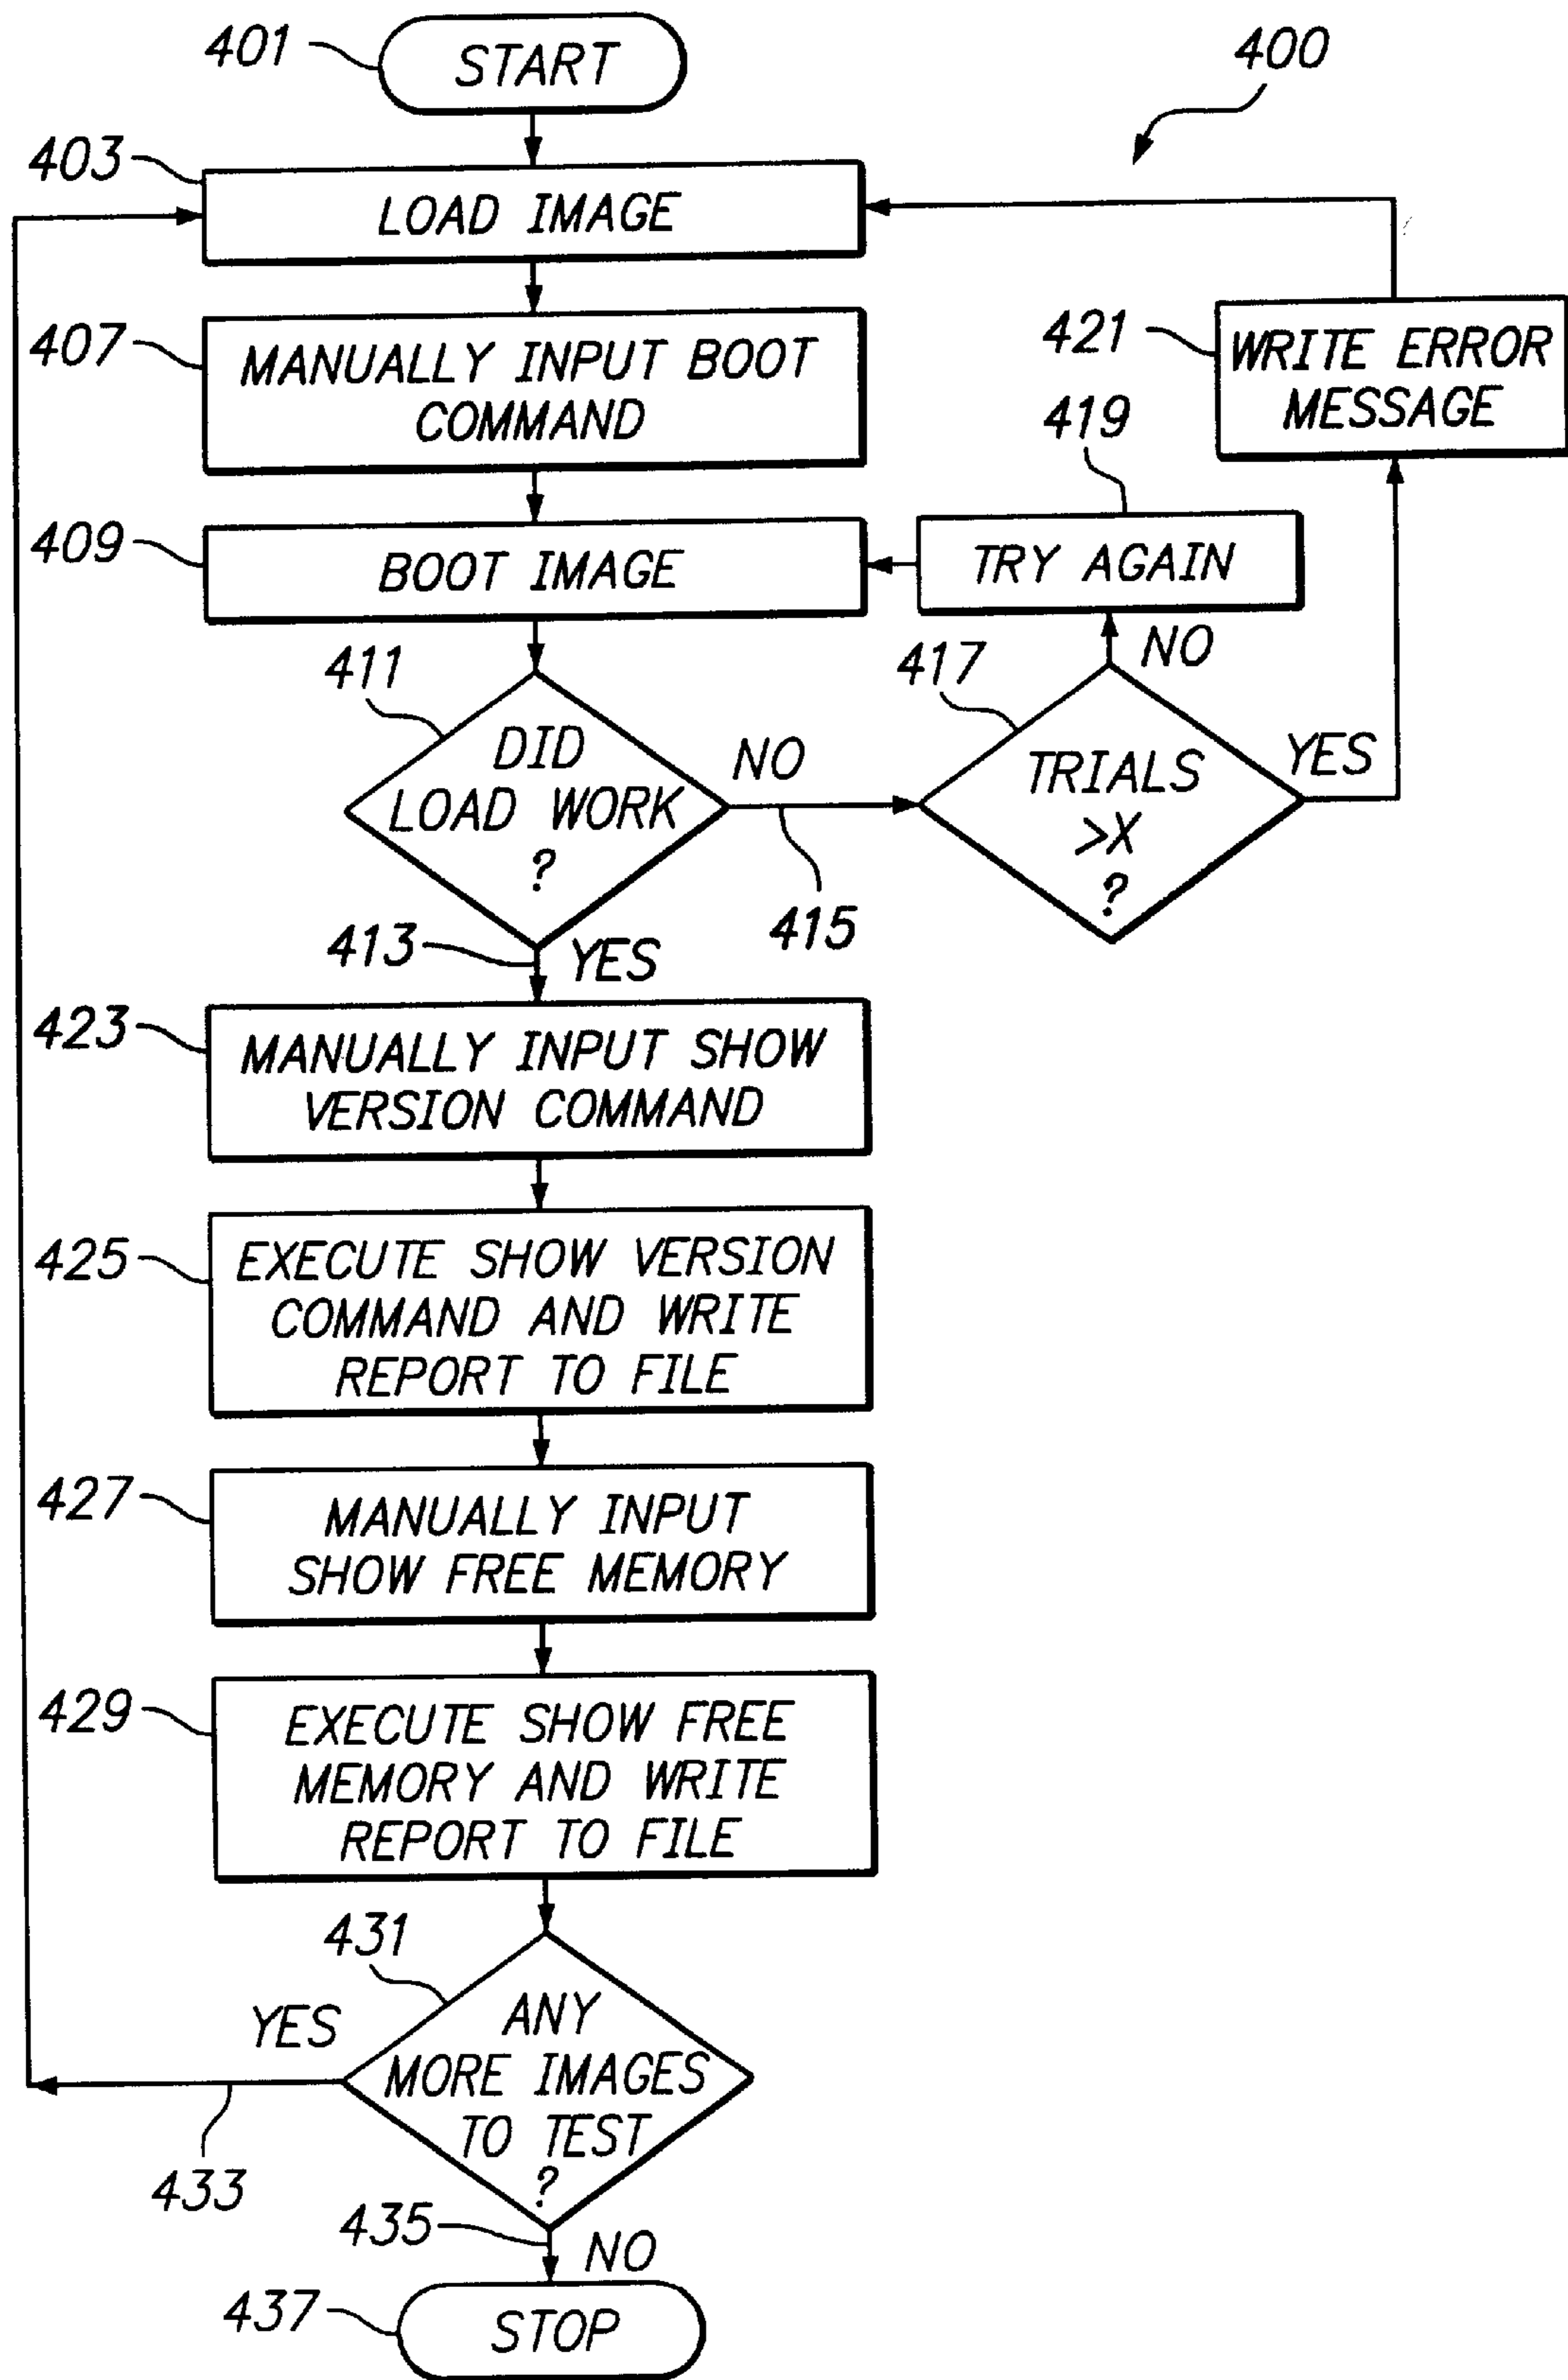 401
START
400
403
LOAD IMAGE
407
MANUALLY INPUT BOOT
COMMAND
421
WRITE ERROR
MESSAGE
419
409
BOOT IMAGE
TRY AGAIN
411
DID
LOAD WORK
?
NO
415
417
NO
TRIALS
>X
?
YES
413
YES
423
MANUALLY INPUT SHOW
VERSION COMMAND
425
EXECUTE SHOW VERSION
COMMAND AND WRITE
REPORT TO FILE
427
MANUALLY INPUT
SHOW FREE MEMORY
429
EXECUTE SHOW FREE
MEMORY AND WRITE
REPORT TO FILE
431
YES
ANY
MORE IMAGES
TO TEST
?
433
435
NO
437
STOP